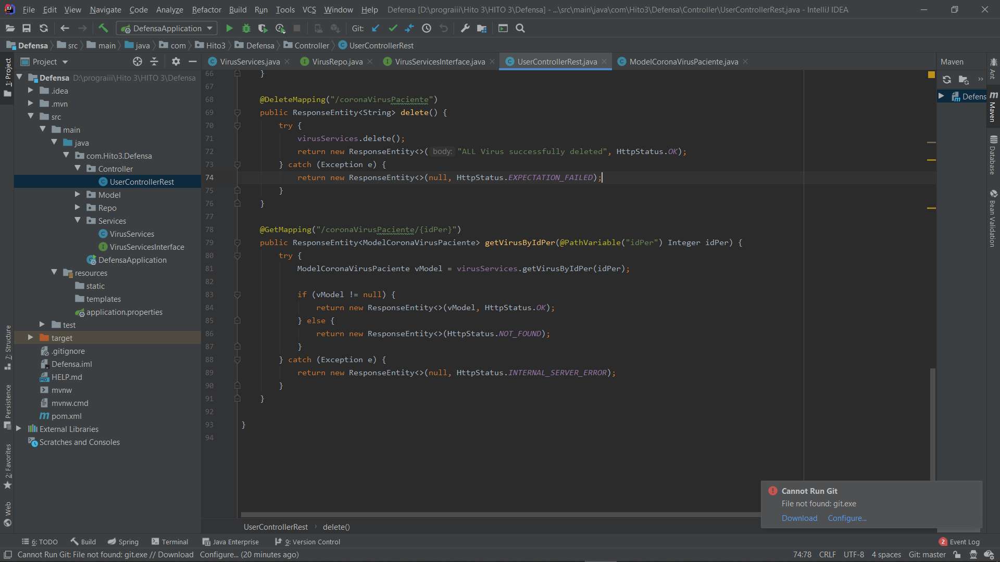 File Edit View Navigate Code Analyze Refactor Build Run Tools VCS Window Help Defensa [D:\prograiii\Hito 3\HITO 3\Defensa] - ...\src\main\java\com\Hito3\Defensa\Controller\UserControllerRest.java - IntelliJ IDEA
DefensaApplication Git:
Defensa src main java com Hito3 Defensa Controller UserControllerRest
Project
VirusServices.java VirusRepo.java VirusServicesInterface.java UserControllerRest.java ModelCoronaVirusPaciente.java
Maven
1: Project
7: Structure
Persistence
2: Favorites
Web
Defensa D:\prograiii\Hito 3\HITO 3\Defensa
.idea
.mvn
src
main
java
com.Hito3.Defensa
Controller
UserControllerRest
Model
Repo
Services
VirusServices
VirusServicesInterface
DefensaApplication
resources
static
templates
application.properties
test
target
.gitignore
Defensa.iml
HELP.md
mvnw
mvnw.cmd
pom.xml
External Libraries
Scratches and Consoles
66 }
67
68 @DeleteMapping("/coronaVirusPaciente")
69 public ResponseEntity<String> delete() {
70 try {
71 virusServices.delete();
72 return new ResponseEntity<>( body: "ALL Virus successfully deleted", HttpStatus.OK);
73 } catch (Exception e) {
74 return new ResponseEntity<>(null, HttpStatus.EXPECTATION_FAILED);
75 }
76 }
77
78 @GetMapping("/coronaVirusPaciente/{idPer}")
79 public ResponseEntity<ModelCoronaVirusPaciente> getVirusByIdPer(@PathVariable("idPer") Integer idPer) {
80 try {
81 ModelCoronaVirusPaciente vModel = virusServices.getVirusByIdPer(idPer);
82
83 if (vModel != null) {
84 return new ResponseEntity<>(vModel, HttpStatus.OK);
85 } else {
86 return new ResponseEntity<>(HttpStatus.NOT_FOUND);
87 }
88 } catch (Exception e) {
89 return new ResponseEntity<>(null, HttpStatus.INTERNAL_SERVER_ERROR);
90 }
91 }
92
93 }
94
Defens
Ant
Maven
Database
Bean Validation
Cannot Run Git
File not found: git.exe
Download Configure...
UserControllerRest › delete()
6: TODO Build Spring Terminal Java Enterprise 9: Version Control 2 Event Log
Cannot Run Git: File not found: git.exe // Download Configure... (20 minutes ago) 74:78 CRLF UTF-8 4 spaces Git: master